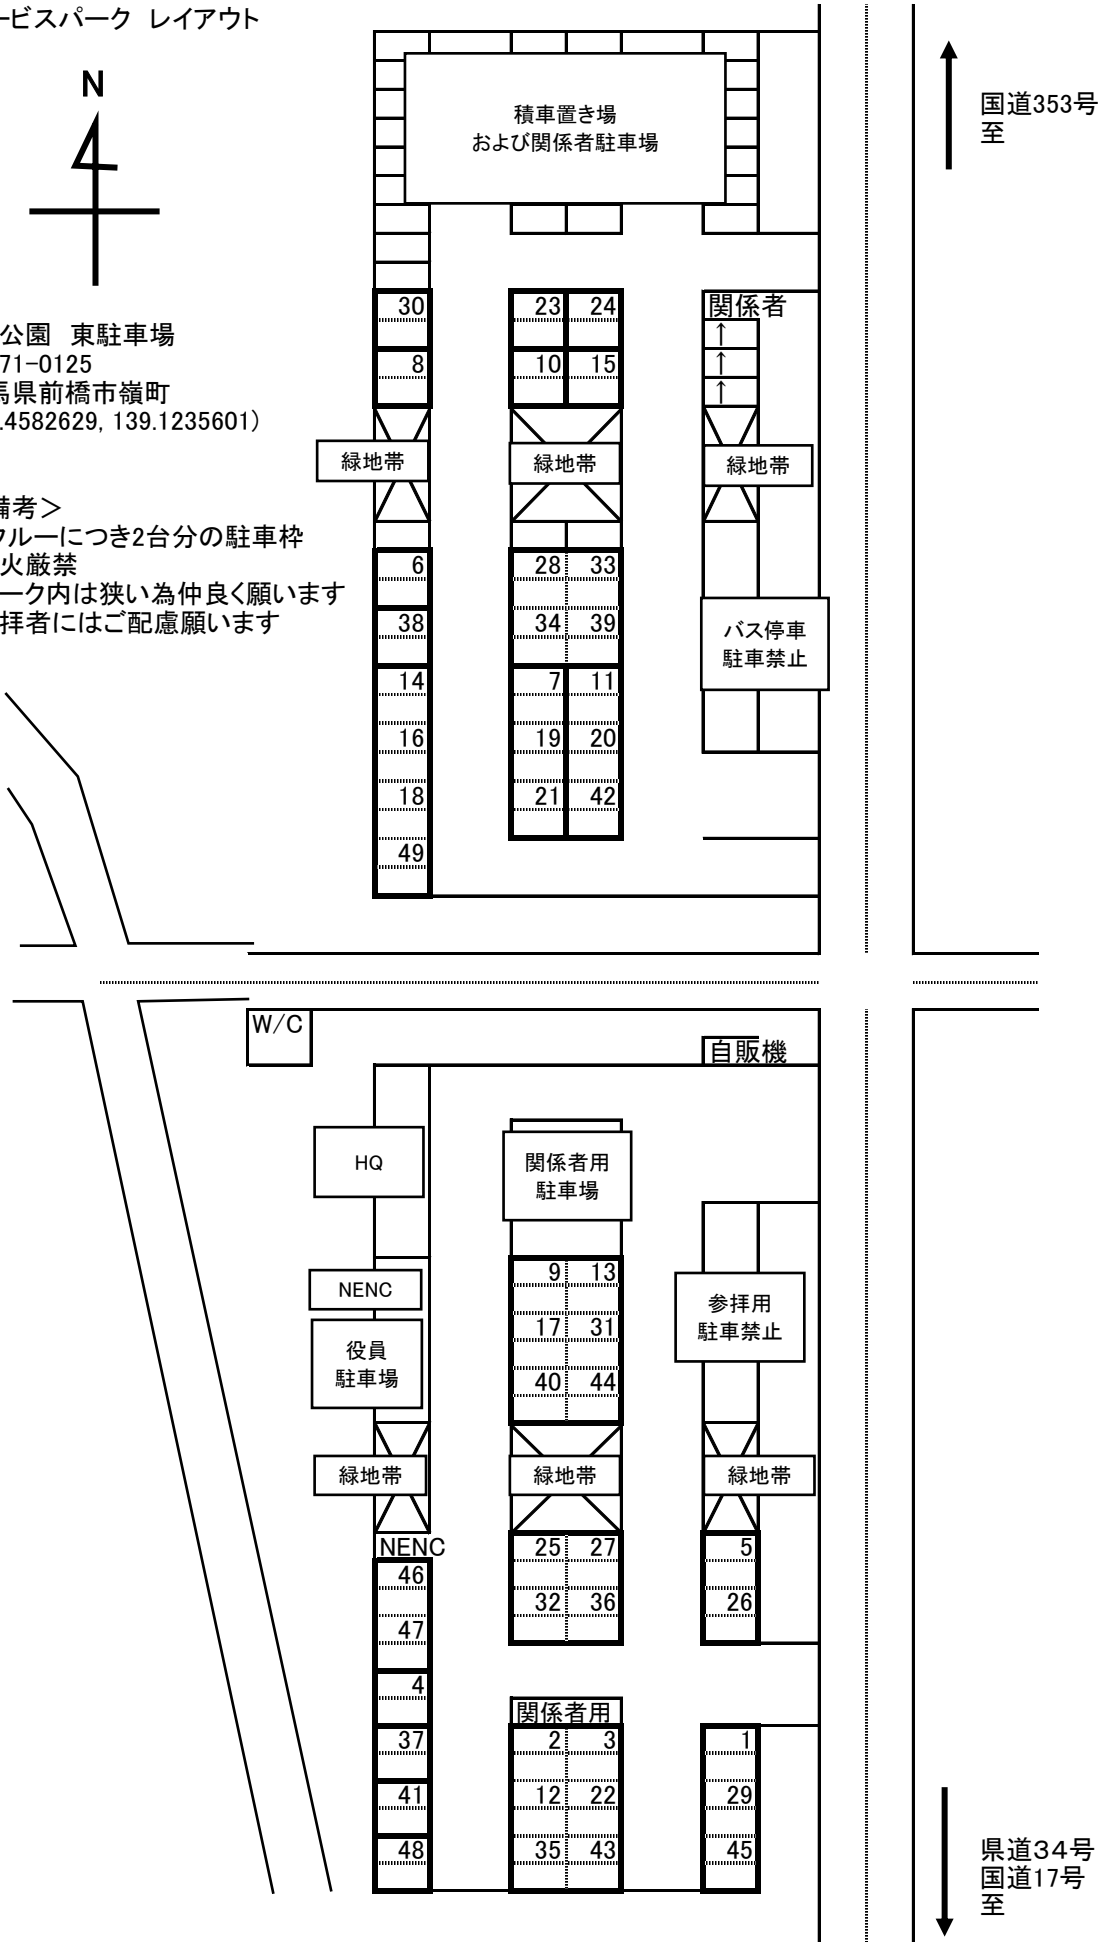 ービスパーク レイアウト
N
国道353号
至
積車置き場
および関係者駐車場
30
23 24
関係者
↑
↑
↑
8
10 15
公園 東駐車場
71-0125
馬県前橋市嶺町
.4582629, 139.1235601)
緑地帯
緑地帯
緑地帯
備考＞
クルーにつき2台分の駐車枠
火厳禁
ーク内は狭い為仲良く願います
拝者にはご配慮願います
6
28 33
38
34 39
バス停車
駐車禁止
14
7 11
16
19 20
18
21 42
49
W/C
自販機
HQ
関係者用
駐車場
NENC
役員
駐車場
9 13
17 31
40 44
参拝用
駐車禁止
緑地帯
緑地帯
緑地帯
NENC
25 27
5
46
32 36
26
47
4
関係者用
37
2 3
1
41
12 22
29
48
35 43
45
県道34号
国道17号
至